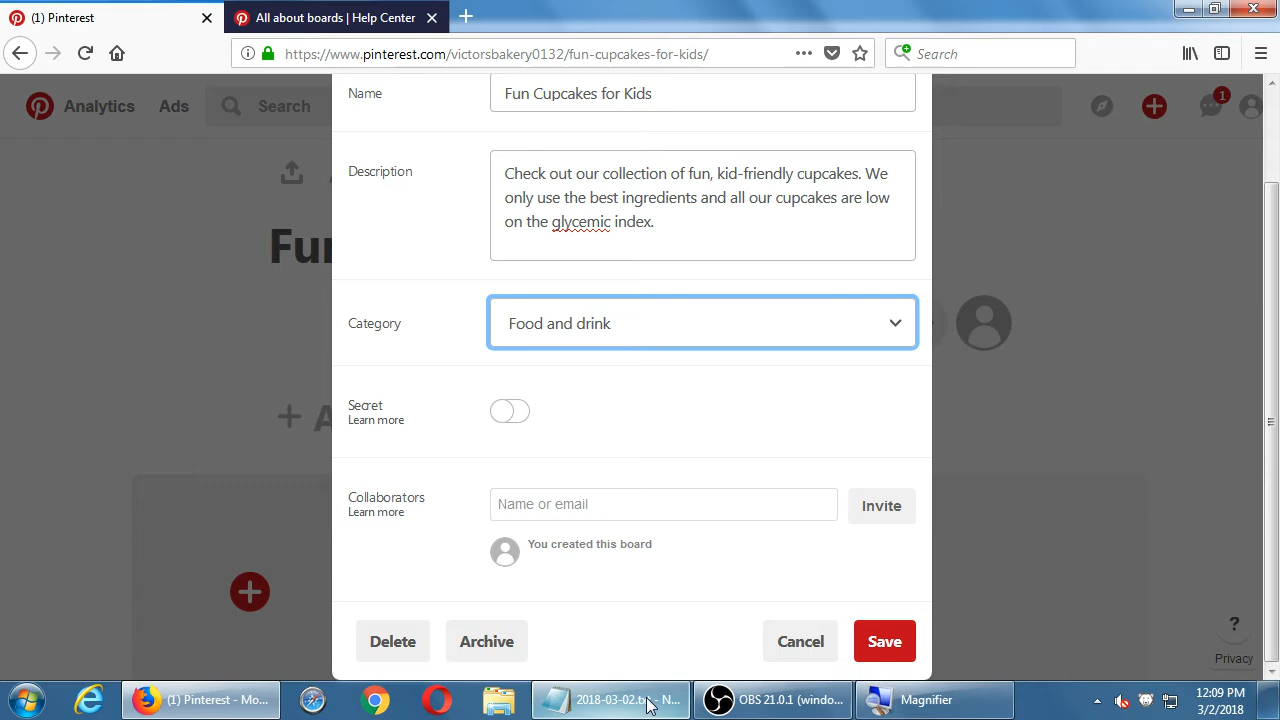 (1) Pinterest
All about boards | Help Center
https://www.pinterest.com/victorsbakery0132/fun-cupcakes-for-kids/
Search
Analytics
Ads
Search
1
Name
Fun Cupcakes for Kids
Description
Check out our collection of fun, kid-friendly cupcakes. We
only use the best ingredients and all our cupcakes are low
on the glycemic index.
Fun
Category
Food and drink
Secret
Learn more
A
Collaborators
Learn more
Name or email
Invite
You created this board
?
Privacy
Delete
Archive
Cancel
Save
(1) Pinterest - Mo...
2018-03-02.t - N...
OBS 21.0.1 (windo...
Magnifier
12:09 PM
3/2/2018